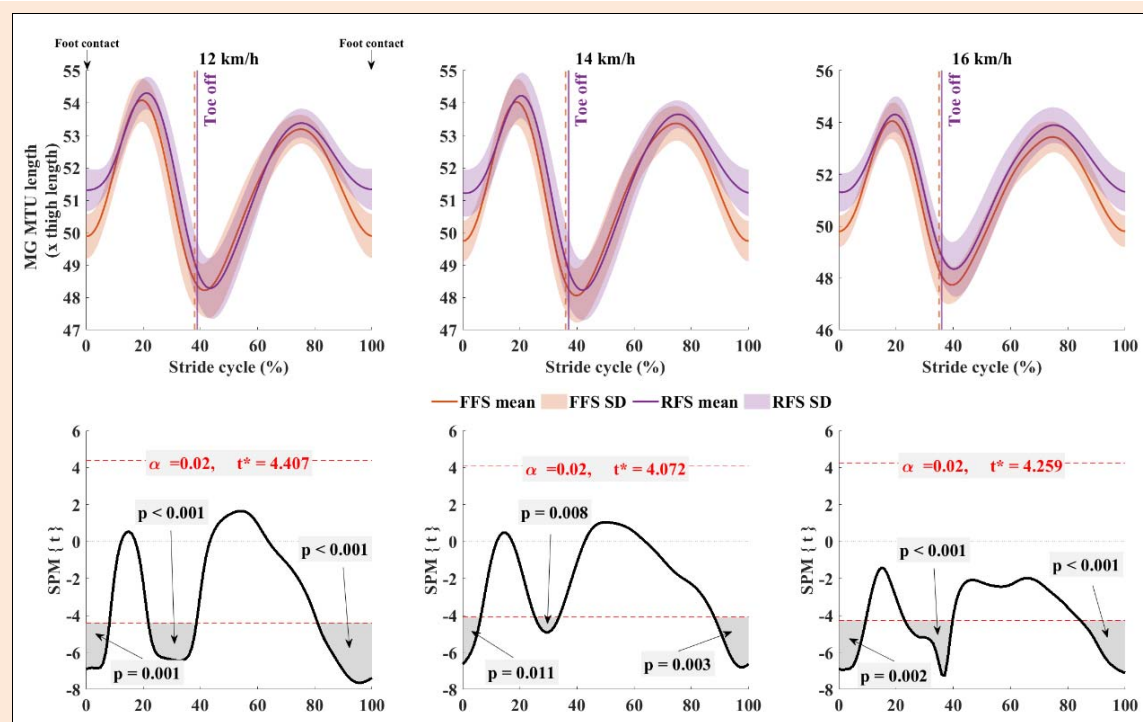 Foot contact
Foot contact
12 km/h
14 km/h
16 km/h
MG MTU length
(x thigh length)
55
54
53
52
51
50
49
48
47
Toe off
0 20 40 60 80 100
Stride cycle (%)
55
54
53
52
51
50
49
48
47
Toe off
0 20 40 60 80 100
Stride cycle (%)
56
54
52
50
48
46
Toe off
0 20 40 60 80 100
Stride cycle (%)
FFS mean FFS SD RFS mean RFS SD
SPM { t }
8
6
4
2
0
-2
-4
-6
-8
α =0.02, t* = 4.407
p < 0.001
p < 0.001
p = 0.001
0 20 40 60 80 100
SPM { t }
6
4
2
0
-2
-4
-6
-8
α =0.02, t* = 4.072
p = 0.008
p = 0.011
p = 0.003
0 20 40 60 80 100
SPM { t }
6
4
2
0
-2
-4
-6
-8
α =0.02, t* = 4.259
p < 0.001
p < 0.001
p = 0.002
0 20 40 60 80 100